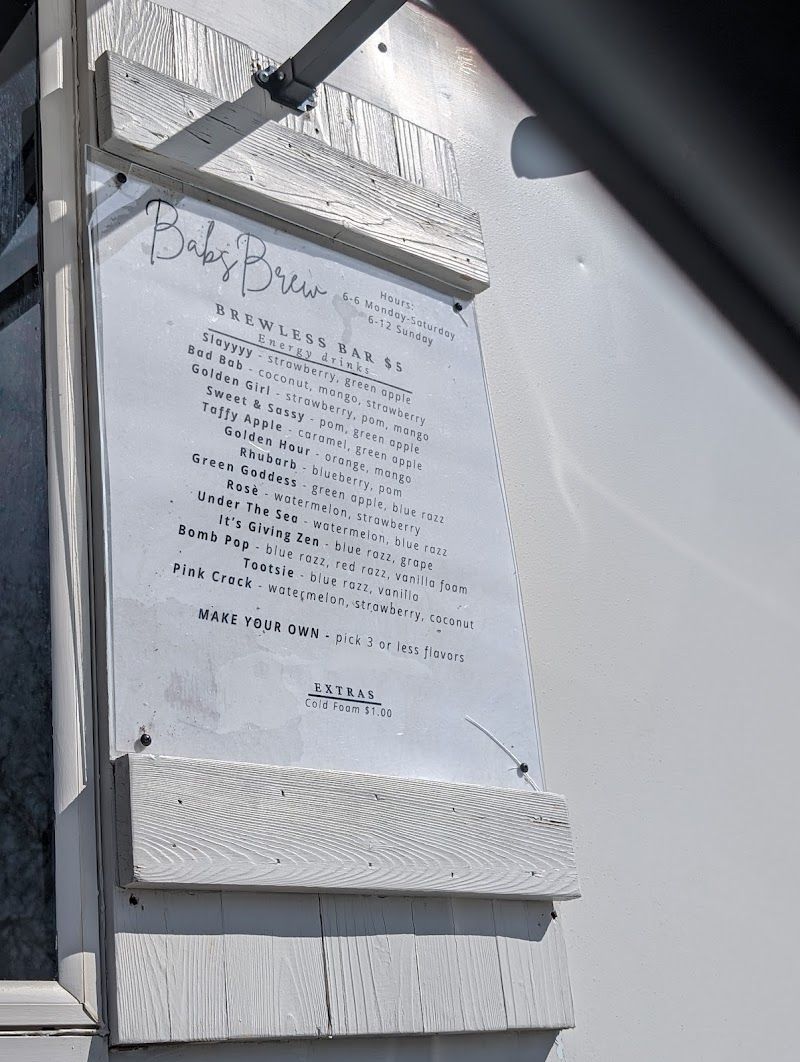 Babs Brew
Hours:
6-6 Monday-Saturday
6-12 Sunday
BREWLESS BAR $5
Energy drinks
Slayyyy - strawberry, green apple
Bad Bab - coconut, mango, strawberry
Golden Girl - strawberry, pom, mango
Sweet & Sassy - pom, green apple
Taffy Apple - caramel, green apple
Golden Hour - orange, mango
Rhubarb - blueberry, pom
Green Goddess - green apple, blue razz
Rosè - watermelon, strawberry
Under The Sea - watermelon, blue razz
It's Giving Zen - blue razz, grape
Bomb Pop - blue razz, red razz, vanilla foam
Tootsie - blue razz, vanilla
Pink Crack - watermelon, strawberry, coconut
MAKE YOUR OWN - pick 3 or less flavors
EXTRAS
Cold Foam $1.00